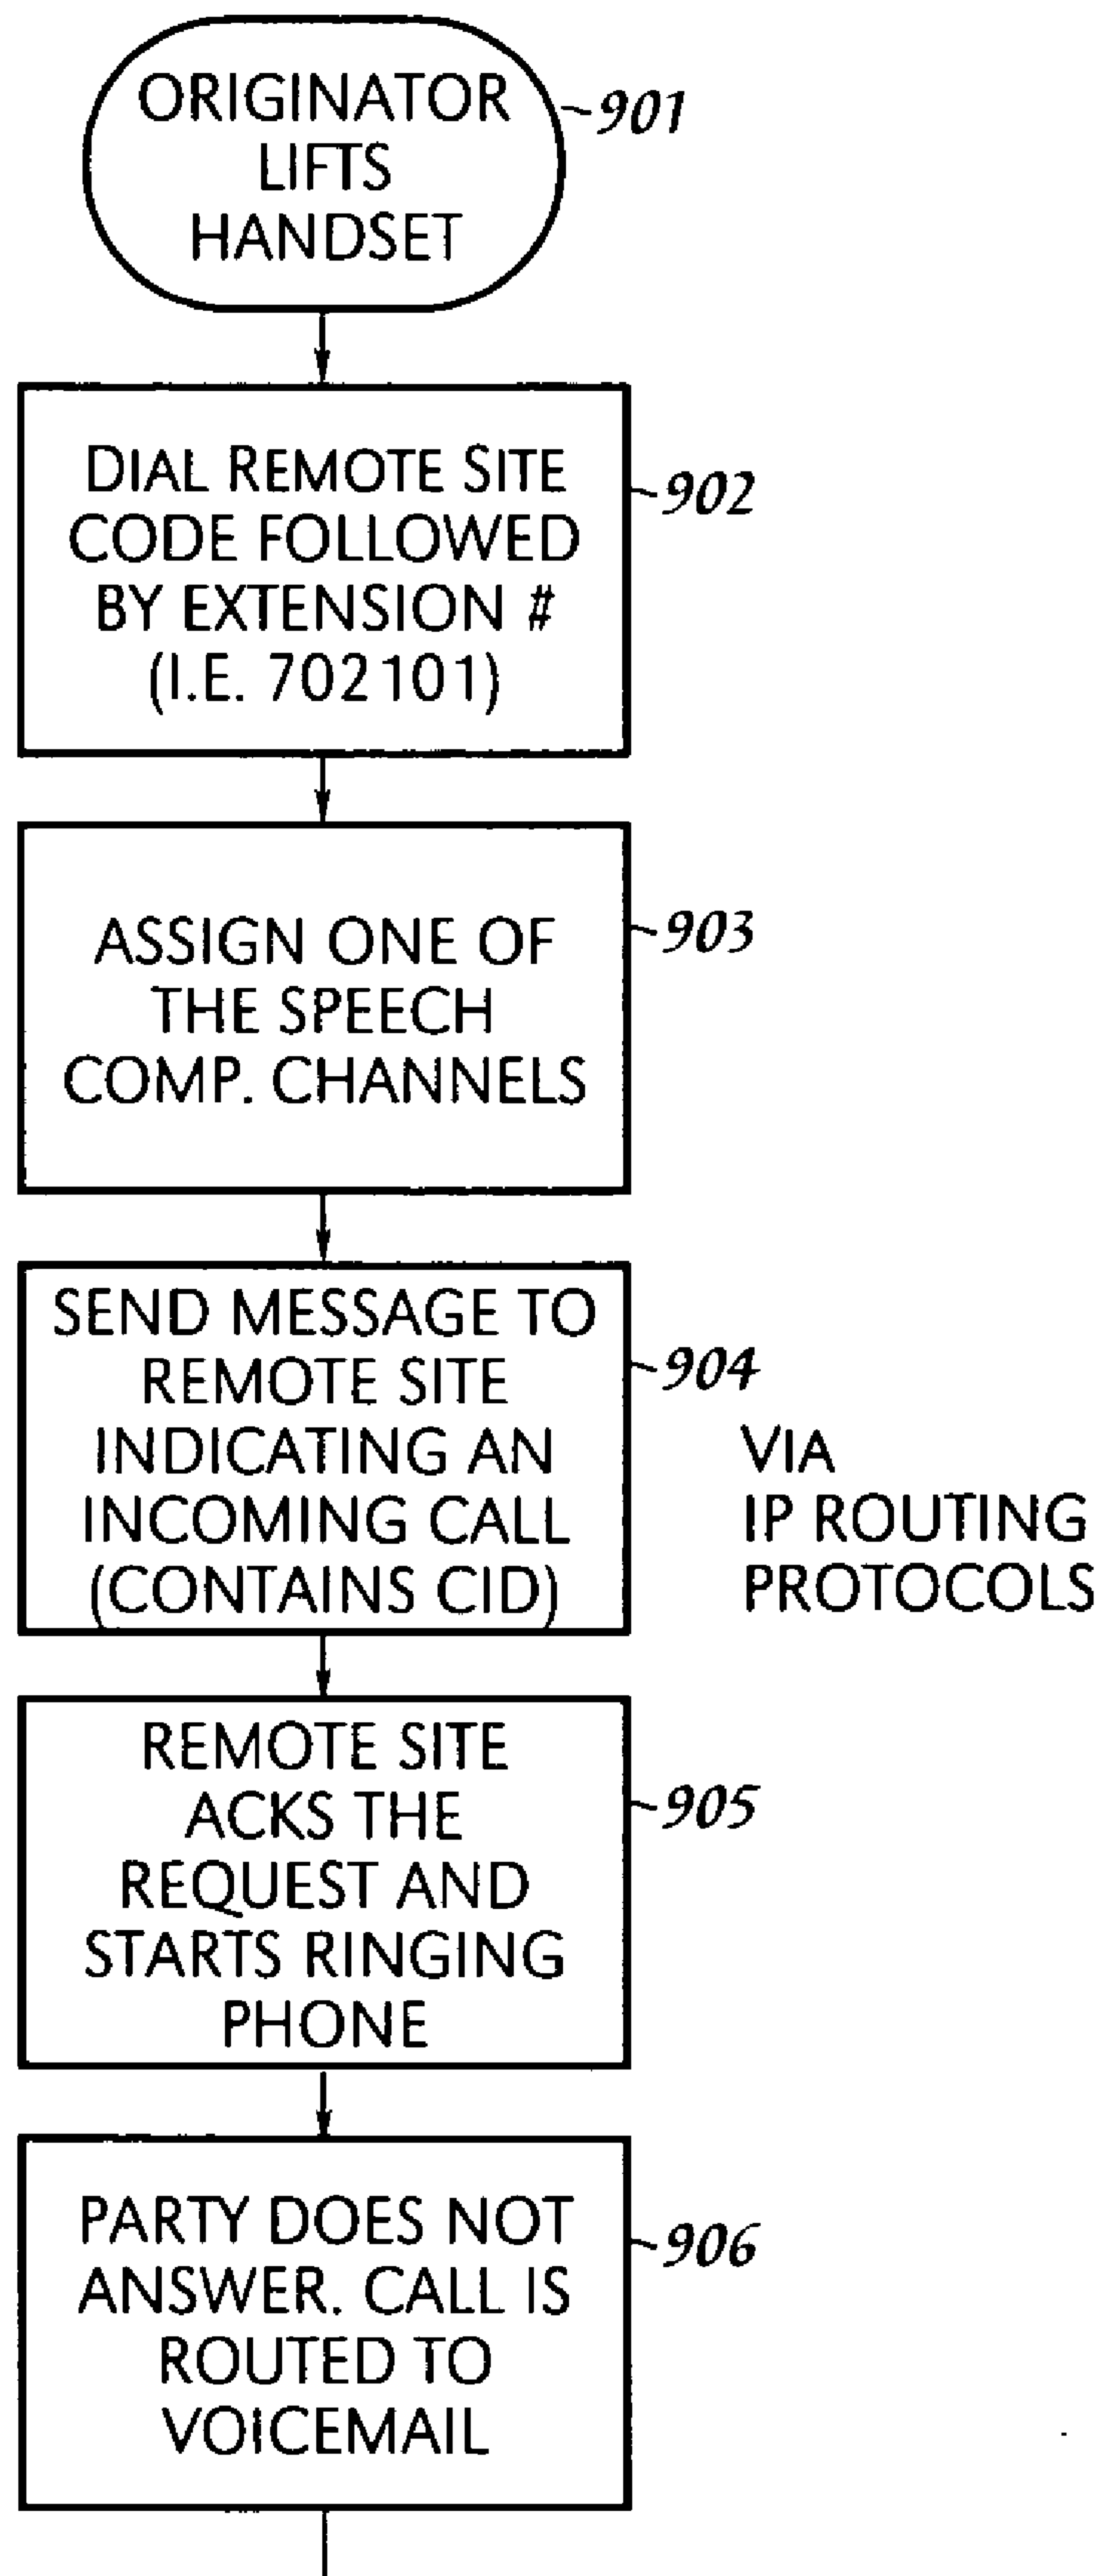 ORIGINATOR
LIFTS
HANDSET
901
DIAL REMOTE SITE
CODE FOLLOWED
BY EXTENSION #
(I.E. 702101)
902
ASSIGN ONE OF
THE SPEECH
COMP. CHANNELS
903
SEND MESSAGE TO
REMOTE SITE
INDICATING AN
INCOMING CALL
(CONTAINS CID)
904
VIA
IP ROUTING
PROTOCOLS
REMOTE SITE
ACKS THE
REQUEST AND
STARTS RINGING
PHONE
905
PARTY DOES NOT
ANSWER. CALL IS
ROUTED TO
VOICEMAIL
906